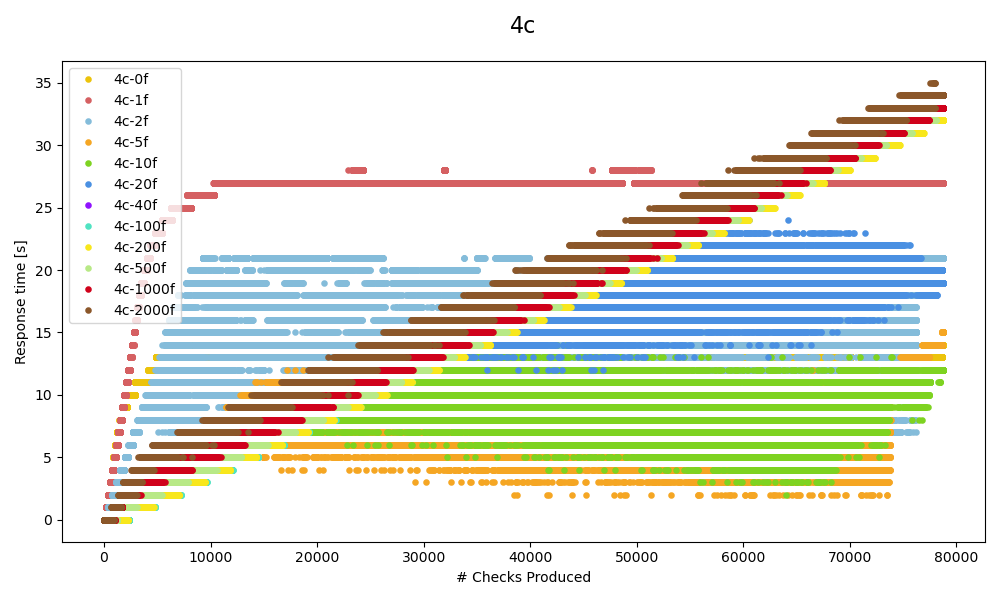 4c
Response time [s]
35
30
25
20
15
10
5
0
4c-0f
4c-1f
4c-2f
4c-5f
4c-10f
4c-20f
4c-40f
4c-100f
4c-200f
4c-500f
4c-1000f
4c-2000f
0 10000 20000 30000 40000 50000 60000 70000 80000
# Checks Produced